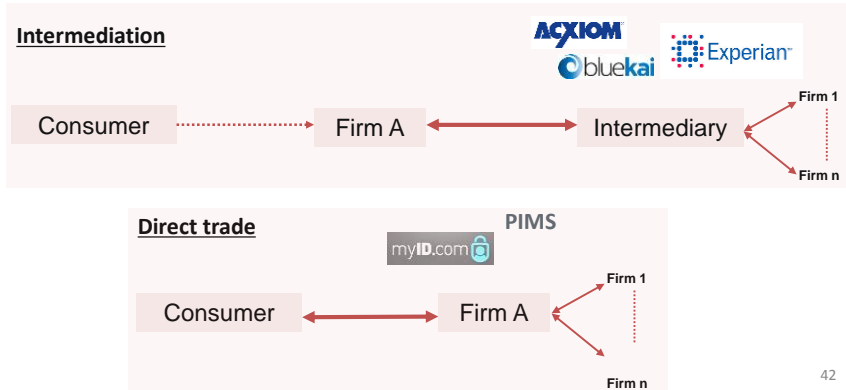 Intermediation
ACXIOM
bluekai
Experian™
Consumer
Firm A
Intermediary
Firm 1
Firm n
Direct trade
PIMS
myID.com
Consumer
Firm A
Firm 1
Firm n
42